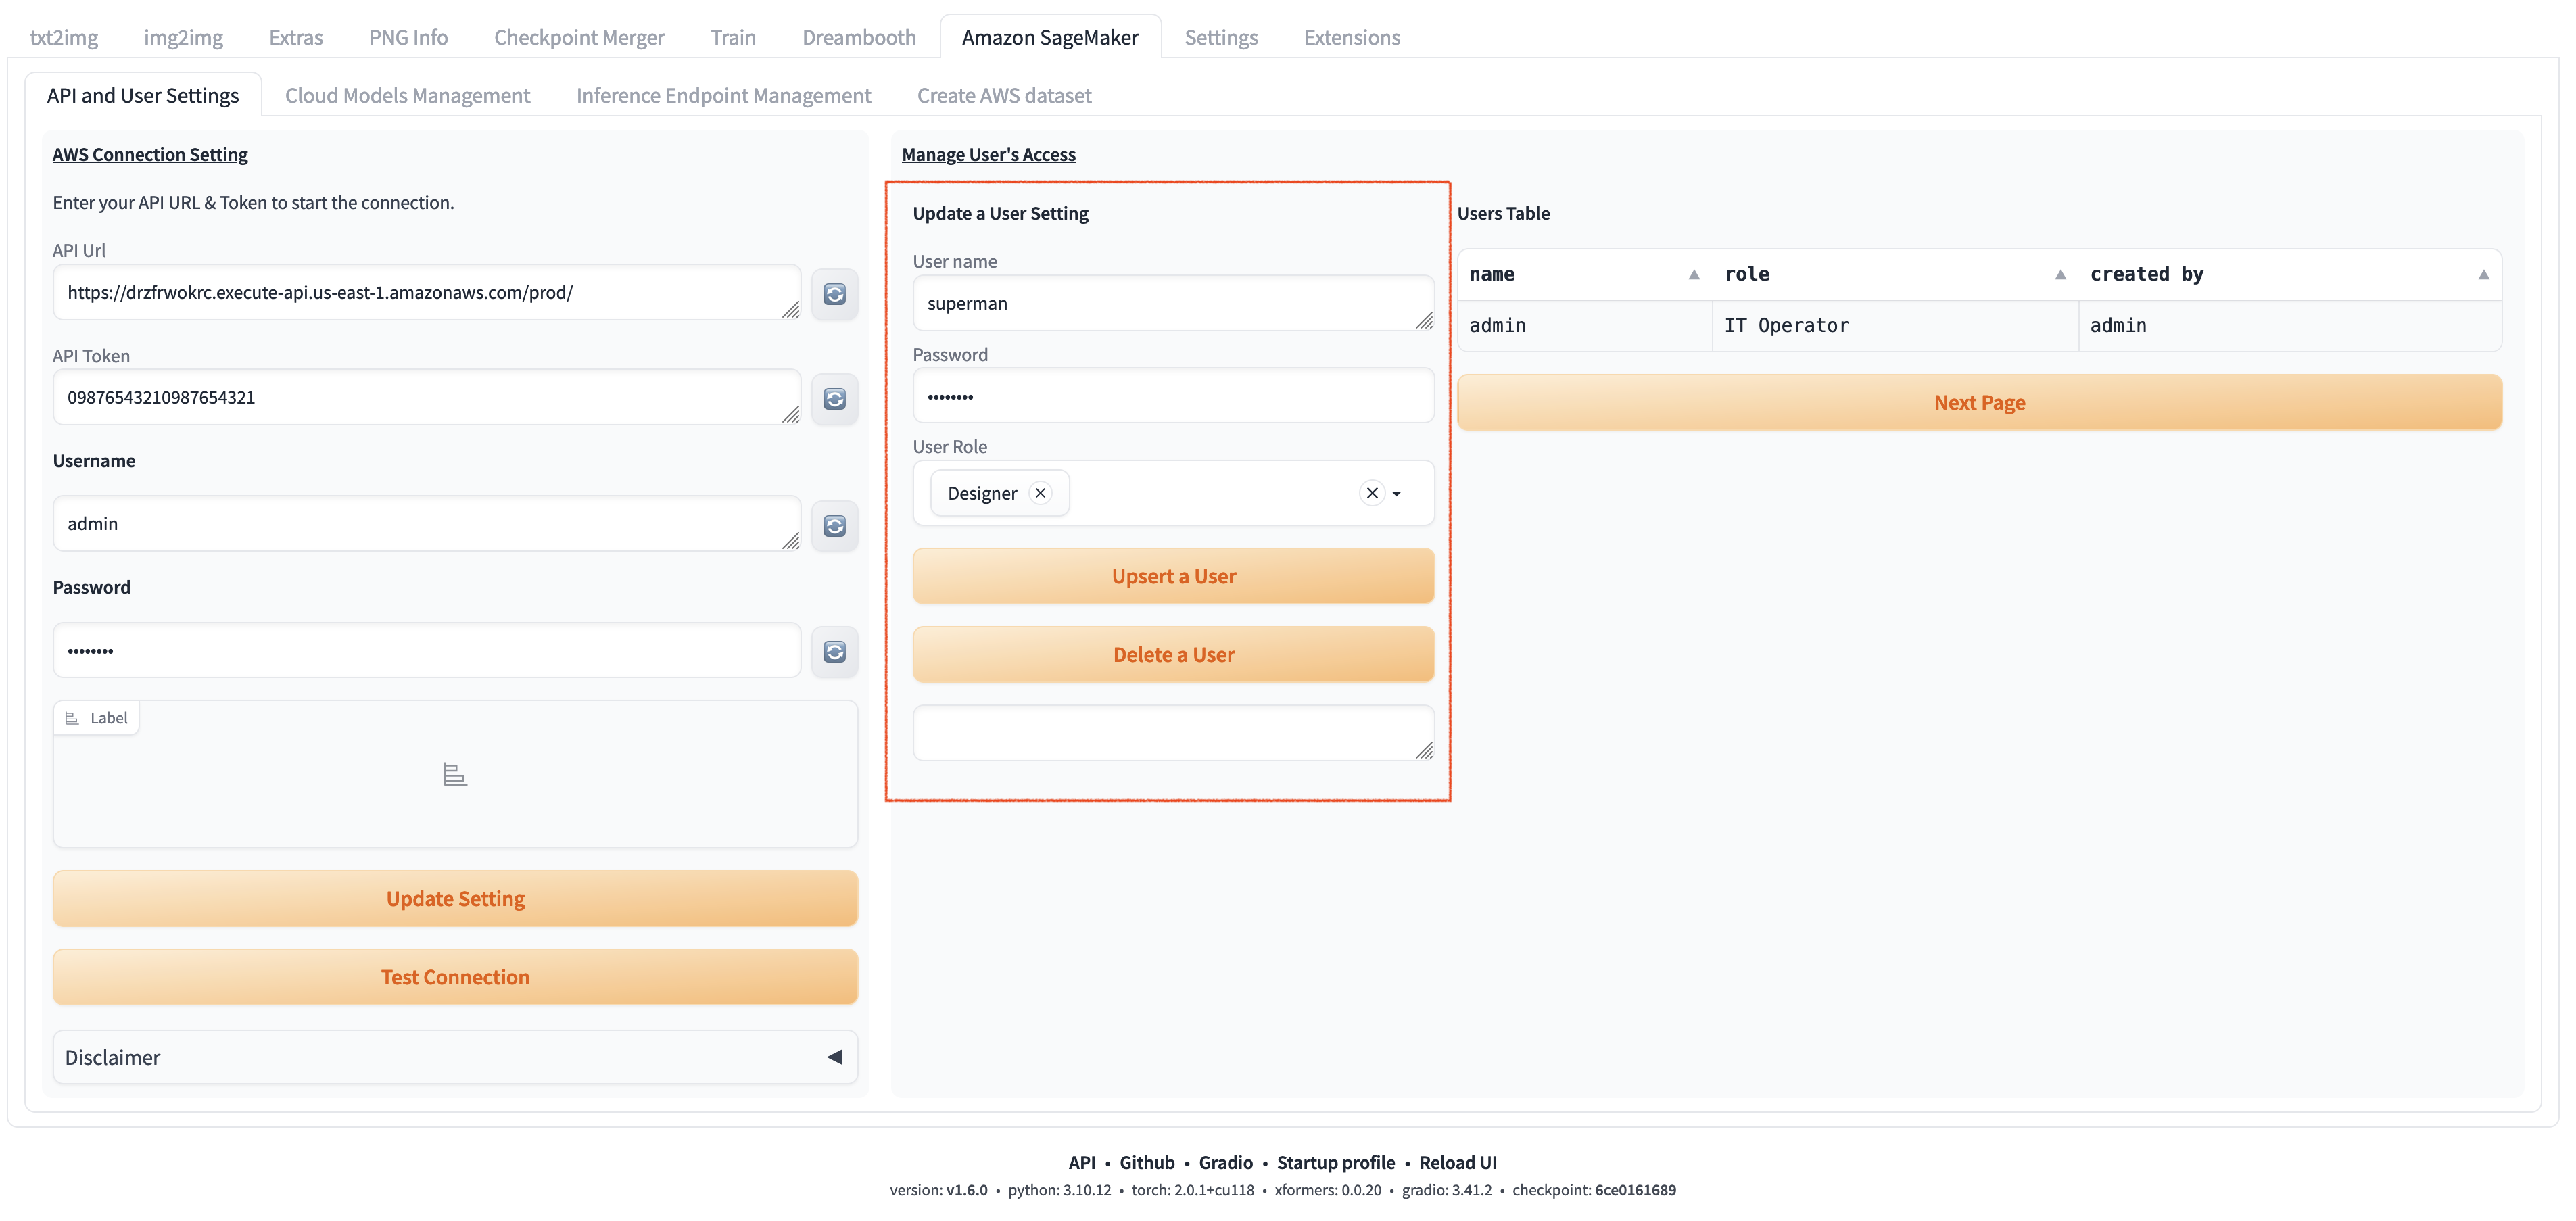 txt2img img2img Extras PNG Info Checkpoint Merger Train Dreambooth Amazon SageMaker Settings Extensions
API and User Settings Cloud Models Management Inference Endpoint Management Create AWS dataset
AWS Connection Setting
Enter your API URL & Token to start the connection.
API Url
https://drzfrwokrc.execute-api.us-east-1.amazonaws.com/prod/
API Token
09876543210987654321
Username
admin
Password
••••••••
Label
Update Setting
Test Connection
Disclaimer
Manage User's Access
Update a User Setting
User name
superman
Password
••••••••
User Role
Designer
Upsert a User
Delete a User
Users Table
name role created by
admin IT Operator admin
Next Page
API • Github • Gradio • Startup profile • Reload UI
version: v1.6.0 • python: 3.10.12 • torch: 2.0.1+cu118 • xformers: 0.0.20 • gradio: 3.41.2 • checkpoint: 6ce0161689